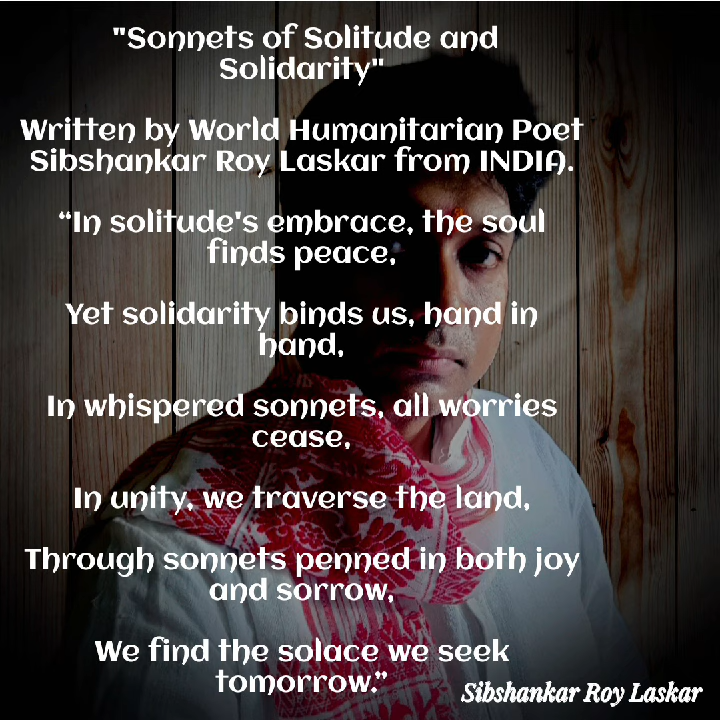 "Sonnets of Solitude and
Solidarity"
Written by World Humanitarian Poet
Sibshankar Roy Laskar from INDIA.
“In solitude's embrace, the soul
finds peace,
Yet solidarity binds us, hand in
hand,
In whispered sonnets, all worries
cease,
In unity, we traverse the land,
Through sonnets penned in both joy
and sorrow,
We find the solace we seek
tomorrow.”
Sibshankar Roy Laskar